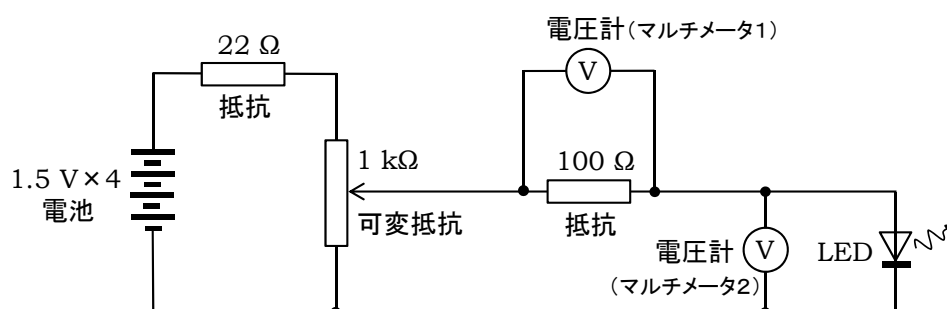 電圧計(マルチメータ1)
V
22 Ω
抵抗
1.5 V×4
電池
1 kΩ
可変抵抗
100 Ω
抵抗
電圧計
(マルチメータ2)
V
LED